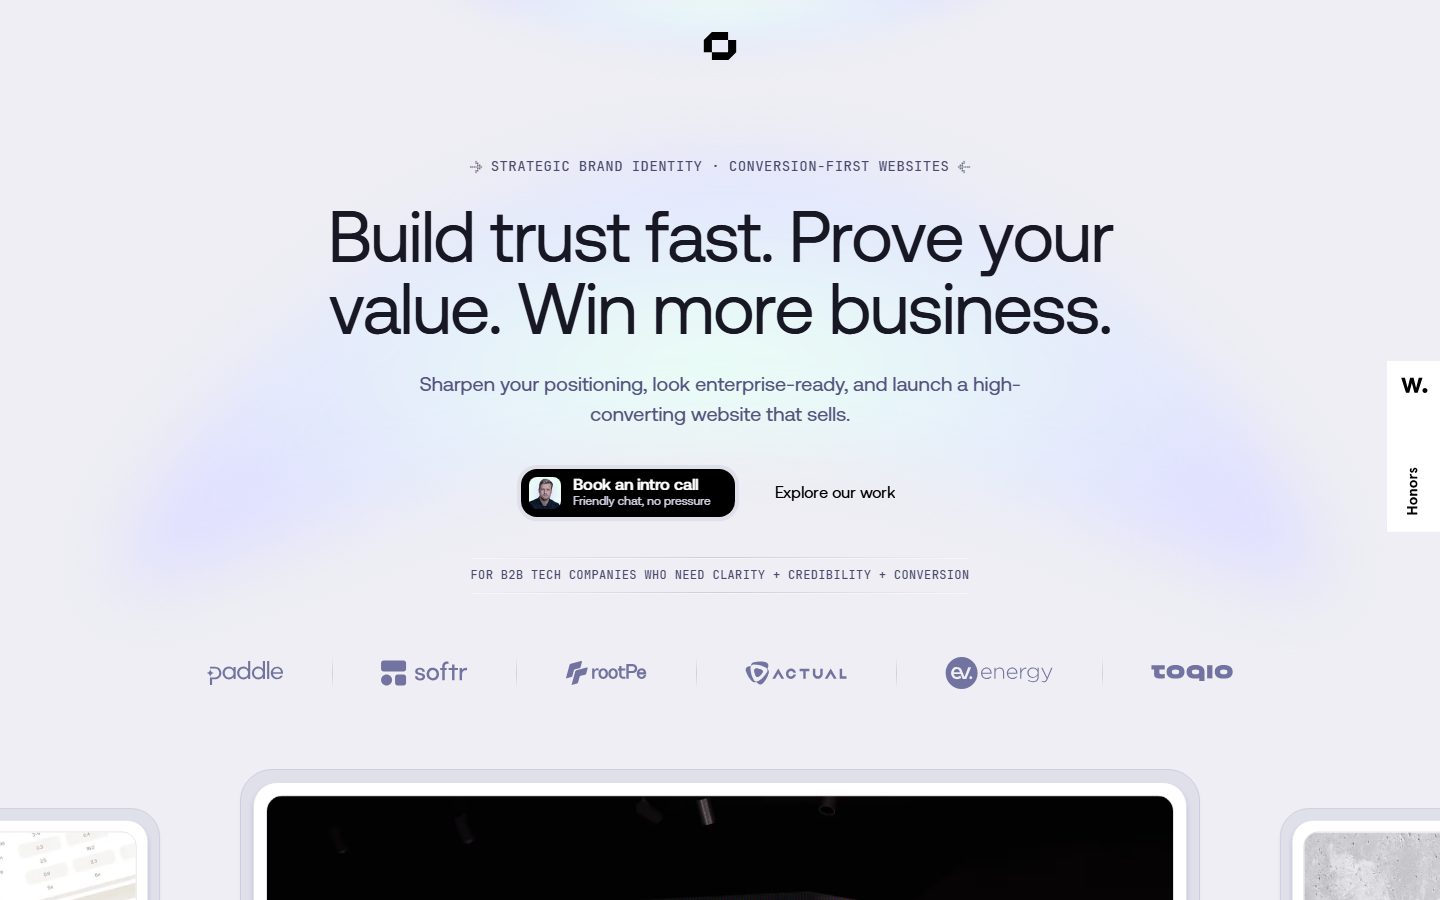 STRATEGIC BRAND IDENTITY · CONVERSION-FIRST WEBSITES
Build trust fast. Prove your
value. Win more business.
Sharpen your positioning, look enterprise-ready, and launch a high-
converting website that sells.
Book an intro call
Friendly chat, no pressure
Explore our work
W.
Honors
FOR B2B TECH COMPANIES WHO NEED CLARITY + CREDIBILITY + CONVERSION
paddle
softr
rootPe
ACTUAL
ev. energy
toqio